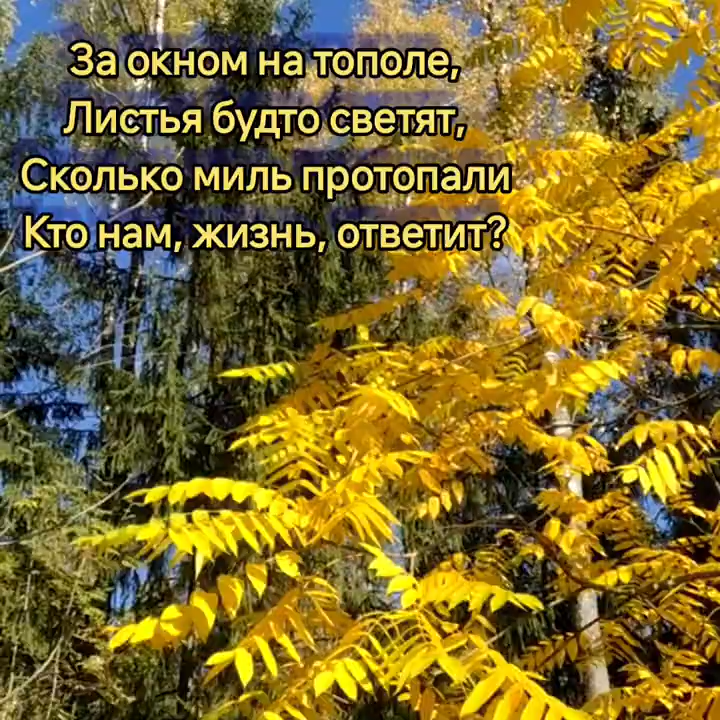 За окном на тополе,
Листья будто светят,
Сколько миль протопали
Кто нам, жизнь, ответит?